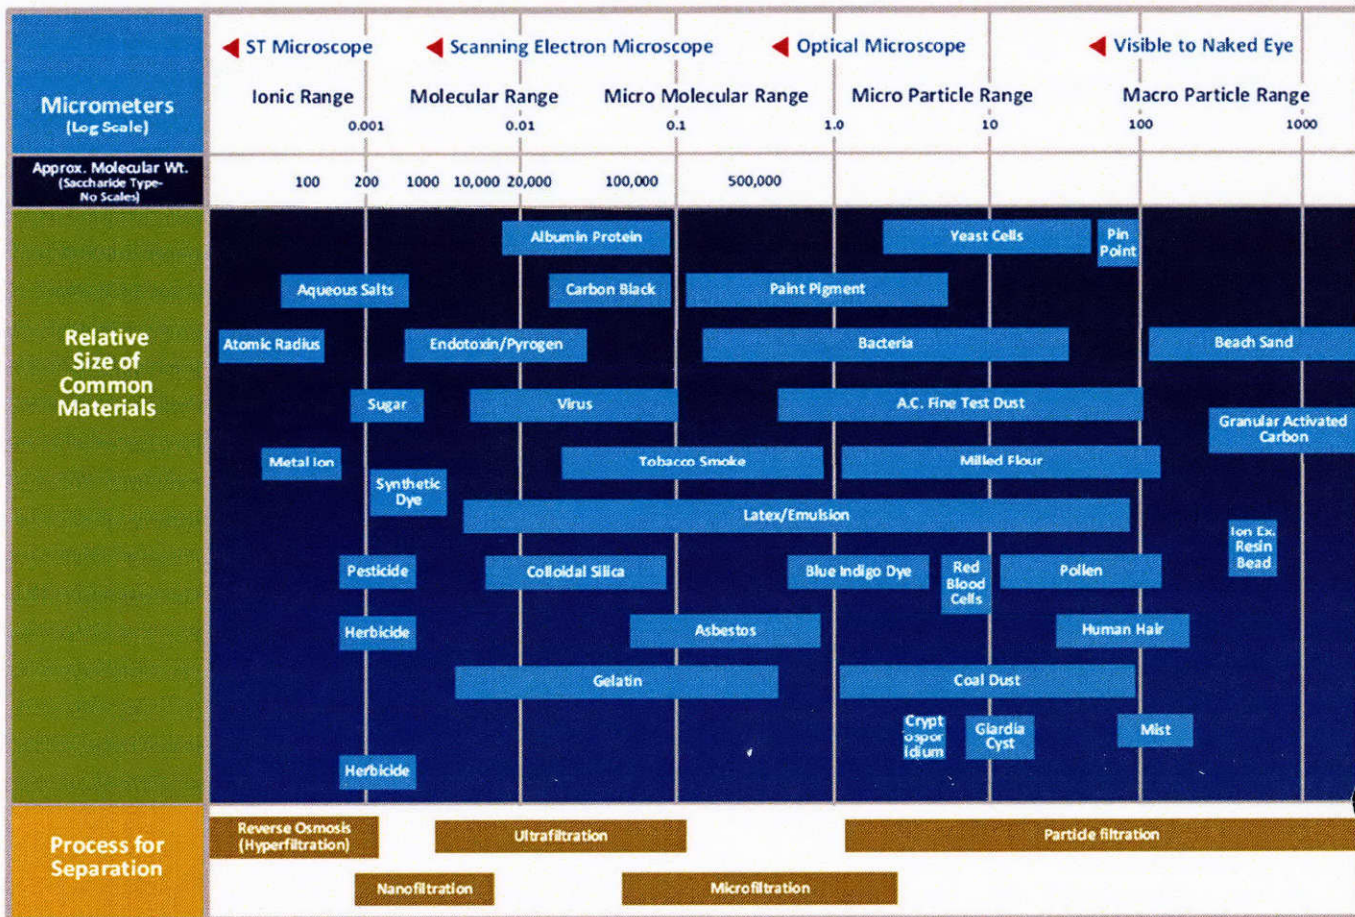 ST Microscope
Scanning Electron Microscope
Optical Microscope
Visible to Naked Eye
Micrometers
(Log Scale)
Ionic Range
Molecular Range
Micro Molecular Range
Micro Particle Range
Macro Particle Range
0.001
0.01
0.1
1.0
10
100
1000
Approx. Molecular Wt.
(Saccharide Type-
No Scales)
100
200
1000
10,000
20,000
100,000
500,000
Relative
Size of
Common
Materials
Albumin Protein
Yeast Cells
Pin
Point
Aqueous Salts
Carbon Black
Paint Pigment
Atomic Radius
Endotoxin/Pyrogen
Bacteria
Beach Sand
Sugar
Virus
A.C. Fine Test Dust
Granular Activated
Carbon
Metal Ion
Synthetic
Dye
Tobacco Smoke
Milled Flour
Latex/Emulsion
Ion Ex.
Resin
Bead
Pesticide
Colloidal Silica
Blue Indigo Dye
Red
Blood
Cells
Pollen
Herbicide
Asbestos
Human Hair
Gelatin
Coal Dust
Crypt
ospor
idium
Giardia
Cyst
Mist
Herbicide
Process for
Separation
Reverse Osmosis
(Hyperfiltration)
Ultrafiltration
Particle filtration
Nanofiltration
Microfiltration